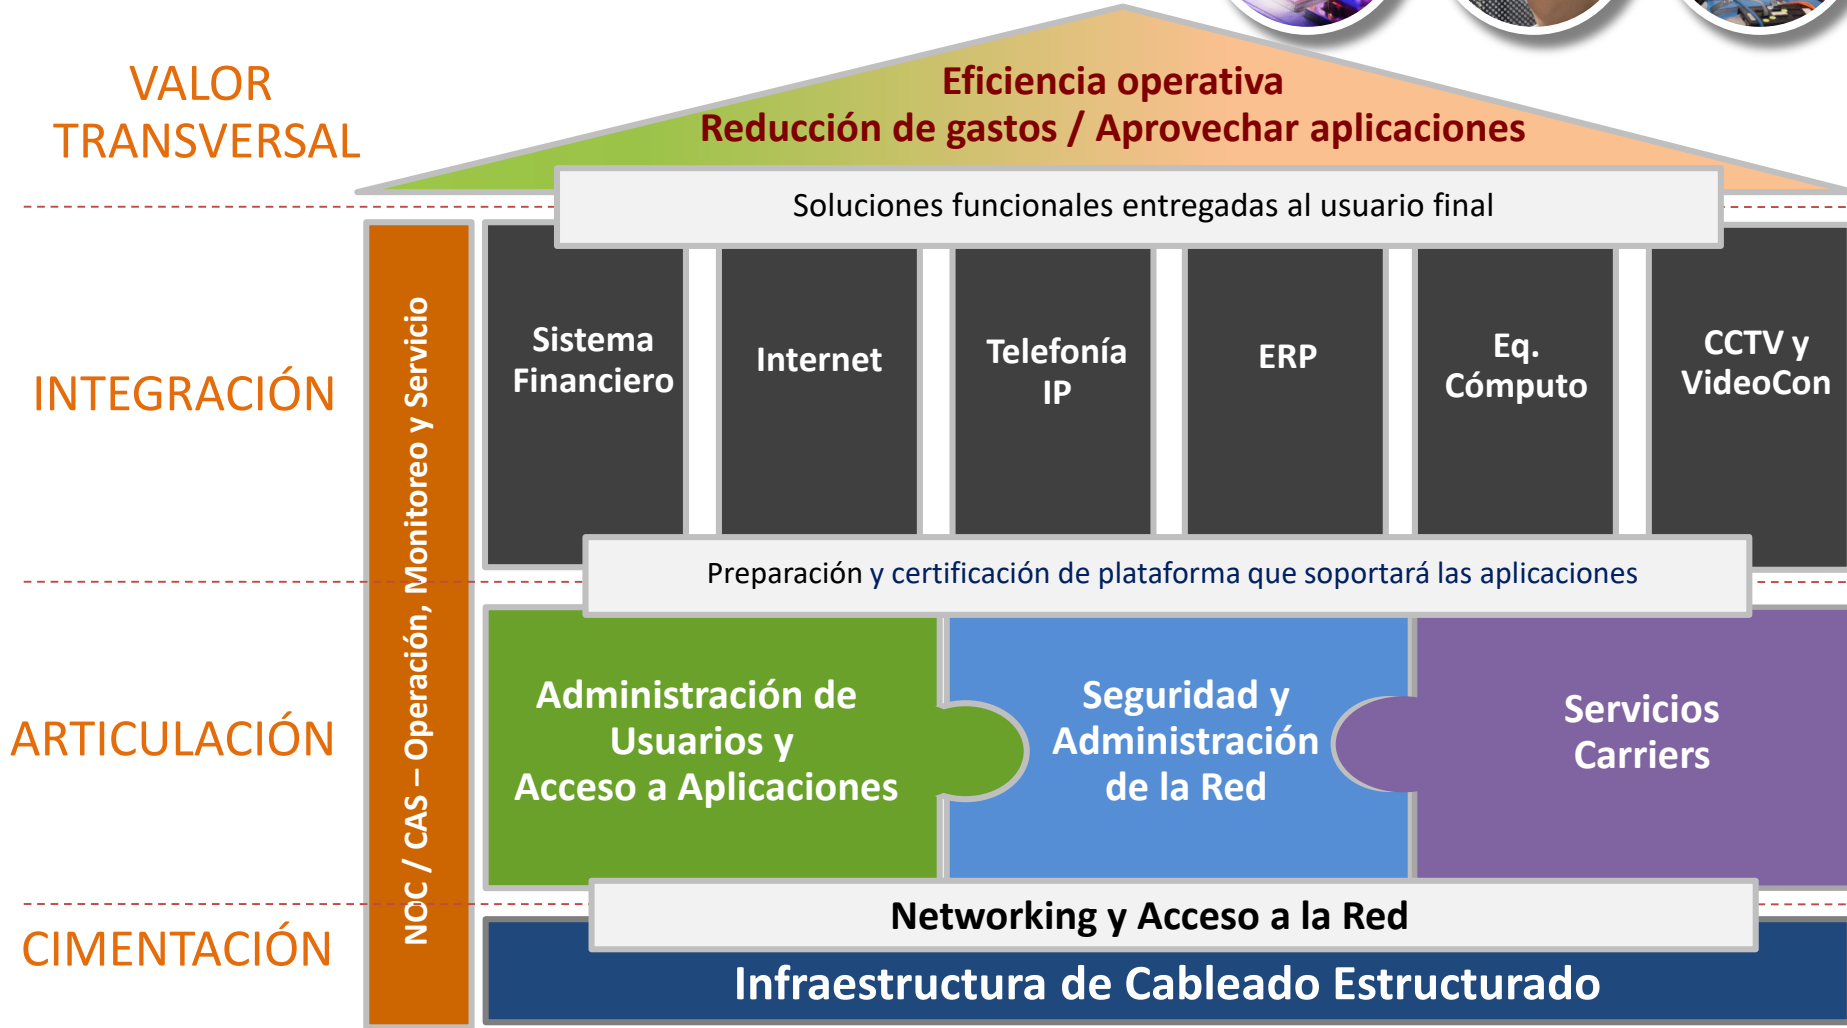 VALOR
TRANSVERSAL
Eficiencia operativa
Reducción de gastos / Aprovechar aplicaciones
Soluciones funcionales entregadas al usuario final
INTEGRACIÓN
NOC / CAS – Operación, Monitoreo y Servicio
Sistema
Financiero
Internet
Telefonía
IP
ERP
Eq.
Cómputo
CCTV y
VideoCon
Preparación y certificación de plataforma que soportará las aplicaciones
ARTICULACIÓN
Administración de
Usuarios y
Acceso a Aplicaciones
Seguridad y
Administración
de la Red
Servicios
Carriers
CIMENTACIÓN
Networking y Acceso a la Red
Infraestructura de Cableado Estructurado